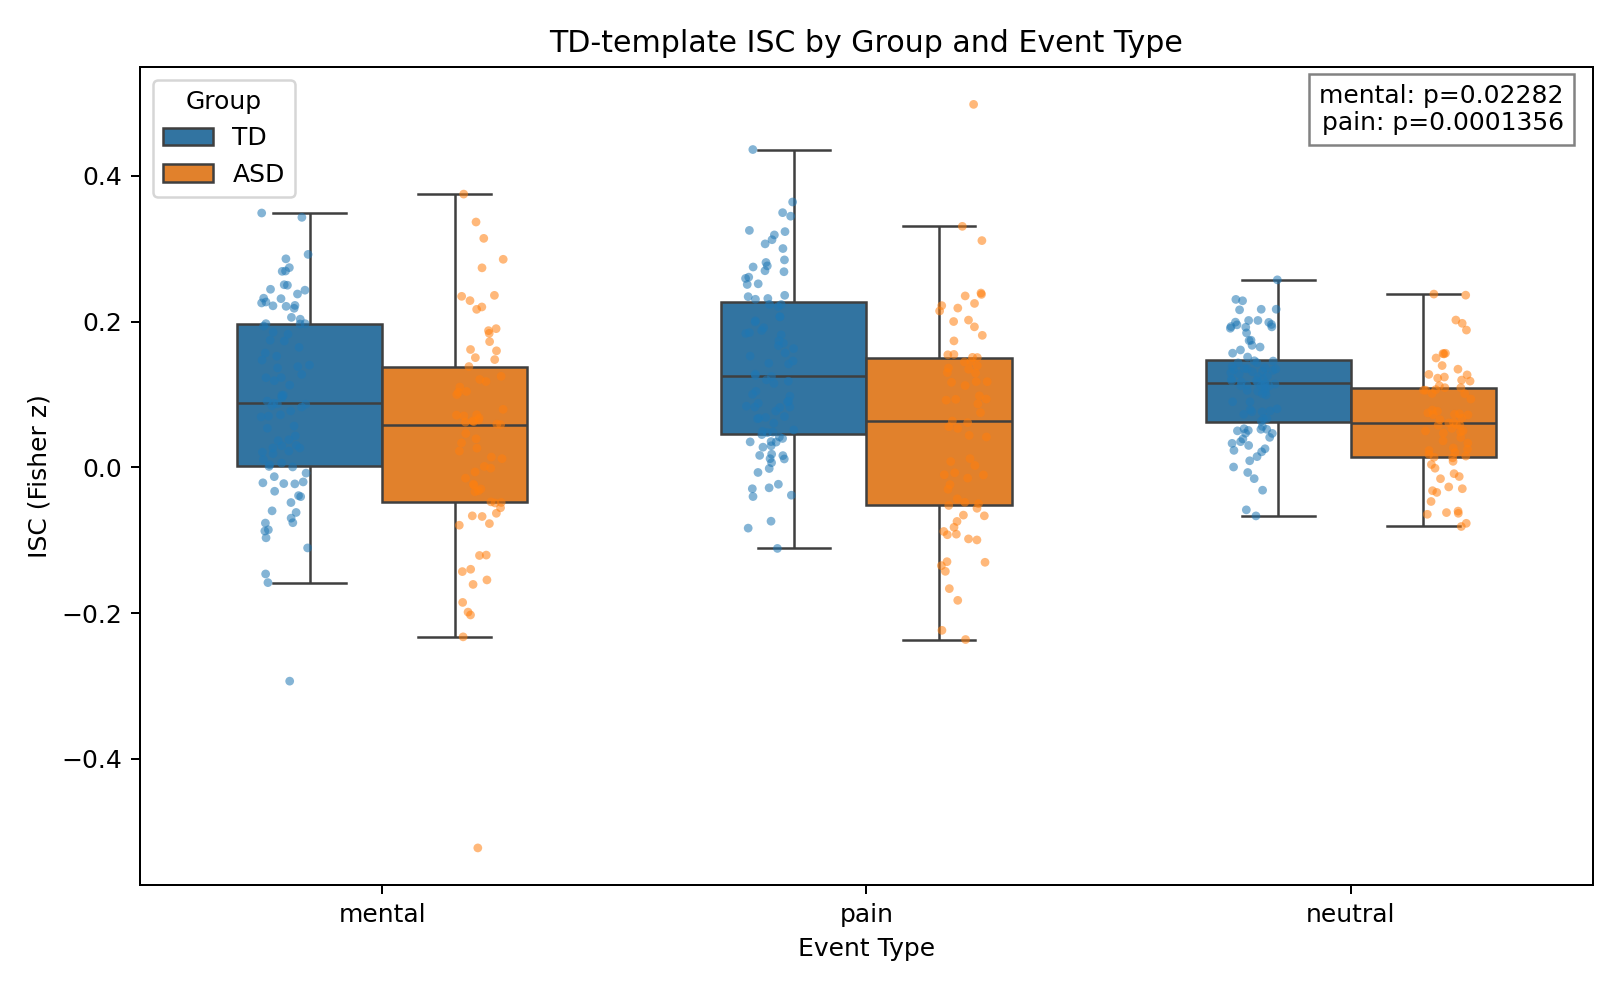 TD-template ISC by Group and Event Type
Group
TD
ASD
mental: p=0.02282
pain: p=0.0001356
ISC (Fisher z)
0.4
0.2
0.0
−0.2
−0.4
mental
pain
neutral
Event Type